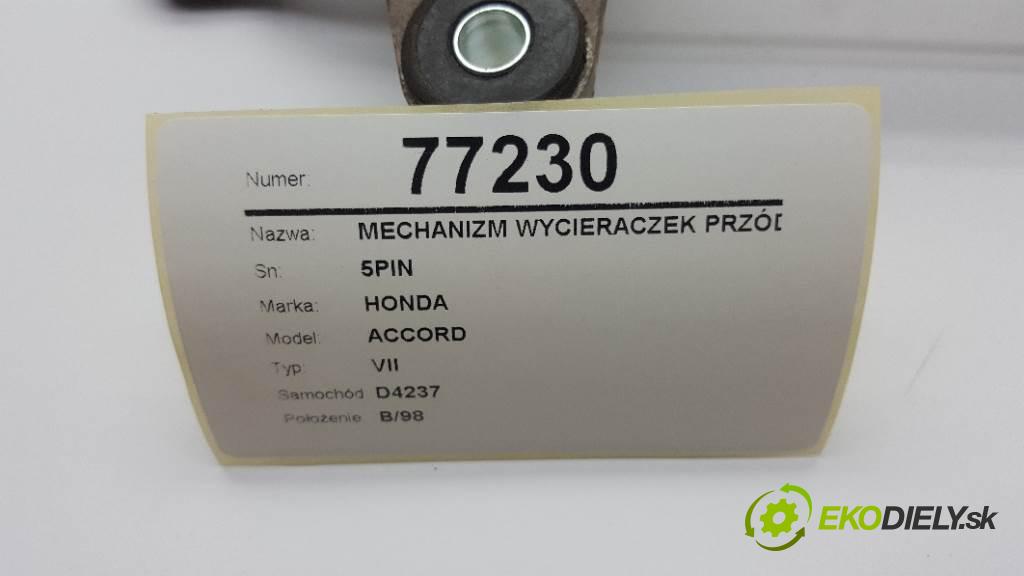 Numer: 77230
Nazwa: MECHANIZM WYCIERACZEK PRZÓD
Sn: 5PIN
Marka: HONDA
Model: ACCORD
Typ: VII
Samochód D4237
Położenie B/98
EKODIELY.sk